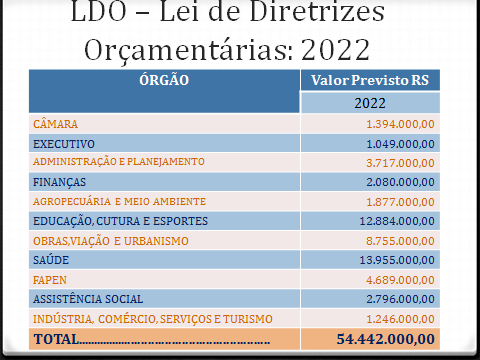 LDO – Lei de Diretrizes
Orçamentárias: 2022
ÓRGÃO Valor Previsto RS
2022
CÂMARA 1.394.000,00
EXECUTIVO 1.049.000,00
ADMINISTRAÇÃO E PLANEJAMENTO 3.717.000,00
FINANÇAS 2.080.000,00
AGROPECUÁRIA E MEIO AMBIENTE 1.877.000,00
EDUCAÇÃO, CUTURA E ESPORTES 12.884.000,00
OBRAS,VIAÇÃO E URBANISMO 8.755.000,00
SAÚDE 13.955.000,00
FAPEN 4.689.000,00
ASSISTÊNCIA SOCIAL 2.796.000,00
INDÚSTRIA, COMÉRCIO, SERVIÇOS E TURISMO 1.246.000,00
TOTAL........................................................ 54.442.000,00